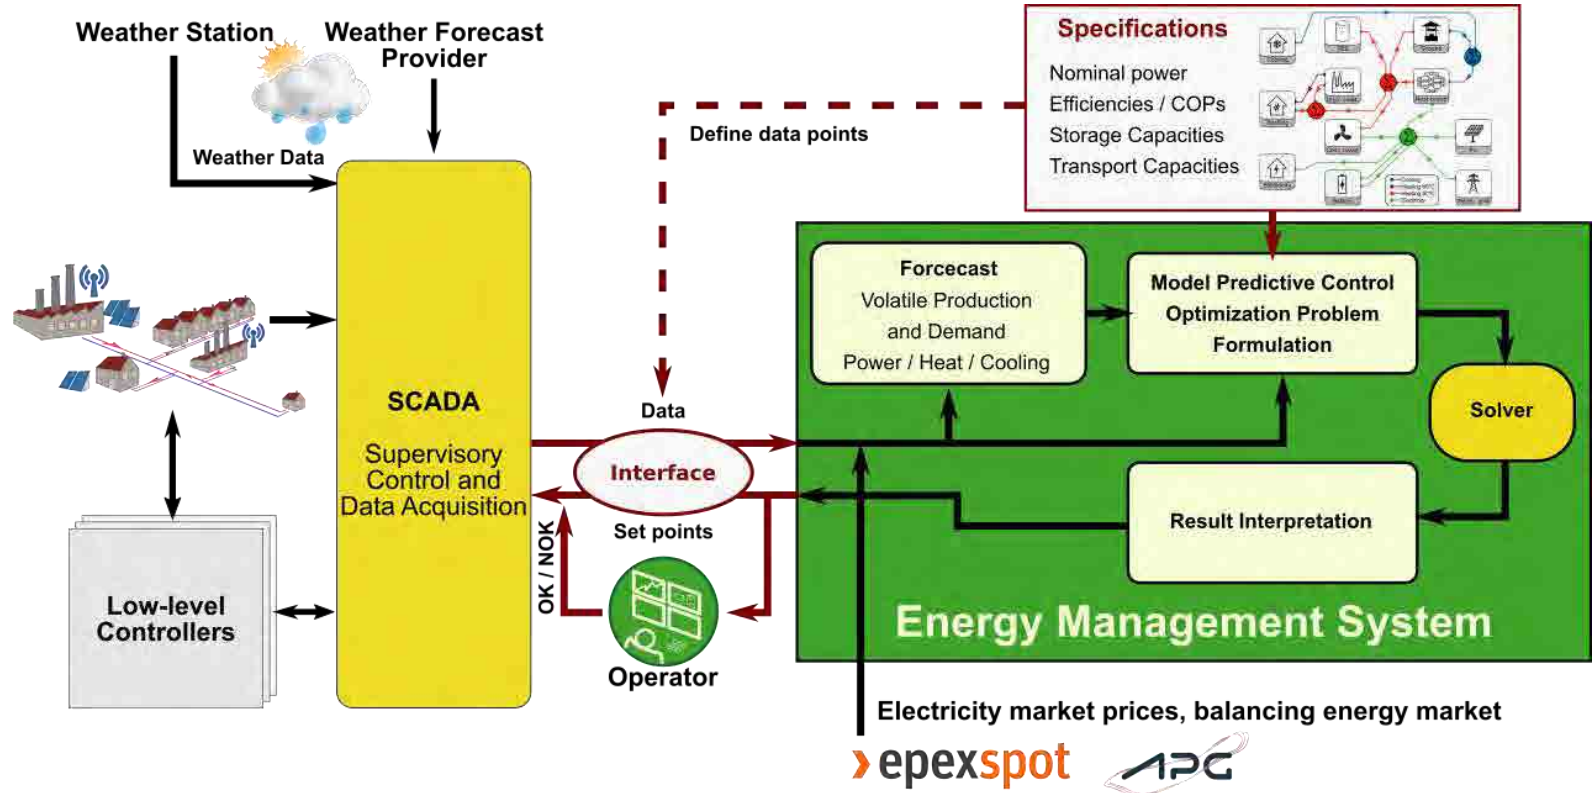 Weather Station
Weather Forecast
Provider
Weather Data
Specifications
Nominal power
Efficiencies / COPs
Storage Capacities
Transport Capacities
Define data points
SCADA
Supervisory
Control and
Data Acquisition
Low-level
Controllers
Data
Interface
Set points
OK / NOK
Operator
Forcecast
Volatile Production
and Demand
Power / Heat / Cooling
Model Predictive Control
Optimization Problem
Formulation
Solver
Result Interpretation
Energy Management System
Electricity market prices, balancing energy market
epexspot
APG